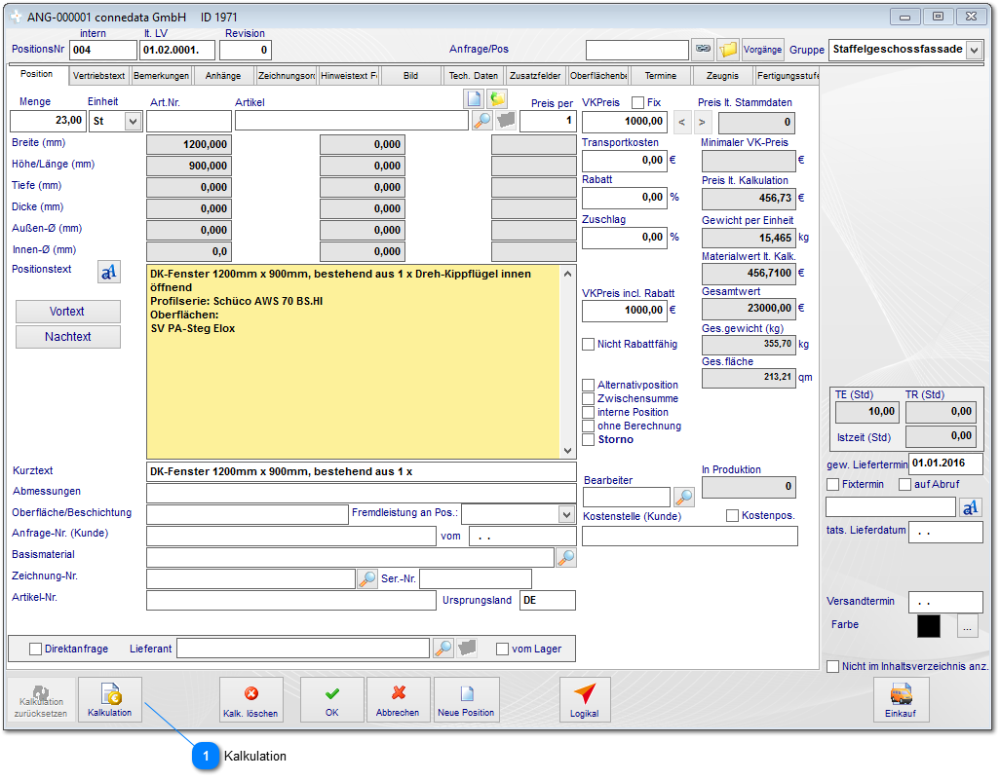 ANG-000001 connedata GmbH ID 1971
intern lt. LV Revision
PositionsNr 004 01.02.0001. 0 Anfrage/Pos Vorgänge Gruppe Staffelgeschossfassade
Position Vertriebstext Bemerkungen Anhänge Zeichnungsord Hinweistext Fe Bild Tech. Daten Zusatzfelder Oberflächenbe Termine Zeugnis Fertigungsstufe
Menge Einheit Art.Nr. Artikel Preis per VKPreis Fix Preis lt. Stammdaten
23,00 St 1 1000,00 < > 0
Breite (mm) 1200,000 0,000 Transportkosten Minimaler VK-Preis
Höhe/Länge (mm) 900,000 0,000 0,00 € €
Tiefe (mm) 0,000 0,000 Rabatt Preis lt. Kalkulation
Dicke (mm) 0,000 0,000 0,00 % 456,73 €
Außen-Ø (mm) 0,000 0,000 Zuschlag Gewicht per Einheit
Innen-Ø (mm) 0,0 0,000 0,00 % 15,465 kg
Positionstext aA
Materialwert lt. Kalk.
456,7100 €
DK-Fenster 1200mm x 900mm, bestehend aus 1 x Dreh-Kippflügel innen
öffnend
Profilserie: Schüco AWS 70 BS.HI
Oberflächen:
SV PA-Steg Elox
Vortext
Nachtext
VKPreis incl. Rabatt Gesamtwert
1000,00 € 23000,00 €
Ges.gewicht (kg)
Nicht Rabattfähig 355,70 kg
Ges.fläche
213,21 qm
Alternativposition
Zwischensumme
interne Position
ohne Berechnung
Storno
TE (Std) TR (Std)
10,00 0,00
Istzeit (Std) 0,00
gew. Liefertermin 01.01.2016
Fixtermin auf Abruf
aA
tats. Lieferdatum . .
Versandtermin . .
Farbe ...
Nicht im Inhaltsverzeichnis anz.
Kurztext DK-Fenster 1200mm x 900mm, bestehend aus 1 x
Bearbeiter In Produktion
0
Abmessungen
Oberfläche/Beschichtung Fremdleistung an Pos.: Kostenstelle (Kunde) Kostenpos.
Anfrage-Nr. (Kunde) vom . .
Basismaterial
Zeichnung-Nr. Ser.-Nr.
Artikel-Nr. Ursprungsland DE
Direktanfrage Lieferant vom Lager
Kalkulation
zurücksetzen
Kalkulation Kalk. löschen OK Abbrechen Neue Position Logikal Einkauf
1 Kalkulation